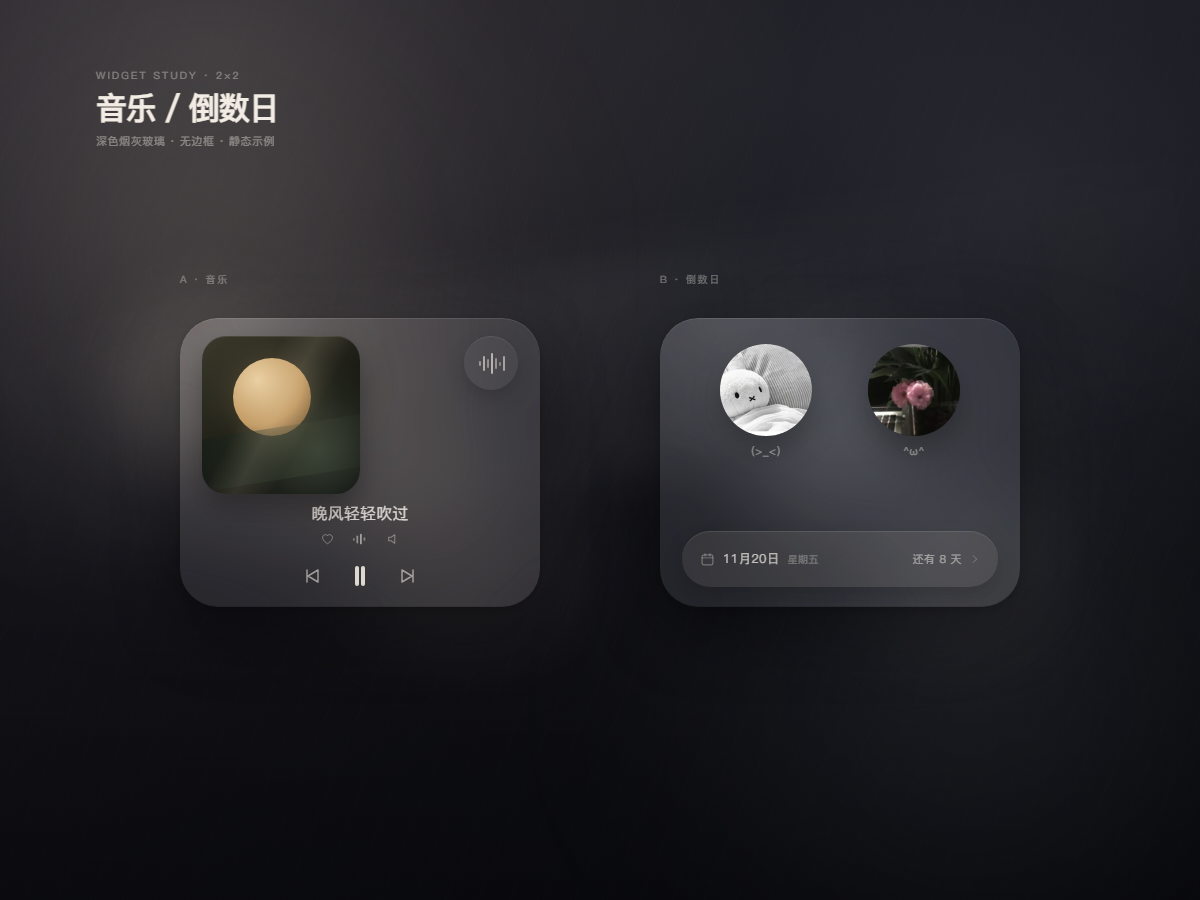 WIDGET STUDY · 2×2
音乐 / 倒数日
深色烟灰玻璃 · 无边框 · 静态示例
A · 音乐
晚风轻轻吹过
B · 倒数日
(>_<)
^ω^
11月20日 星期五 还有 8 天